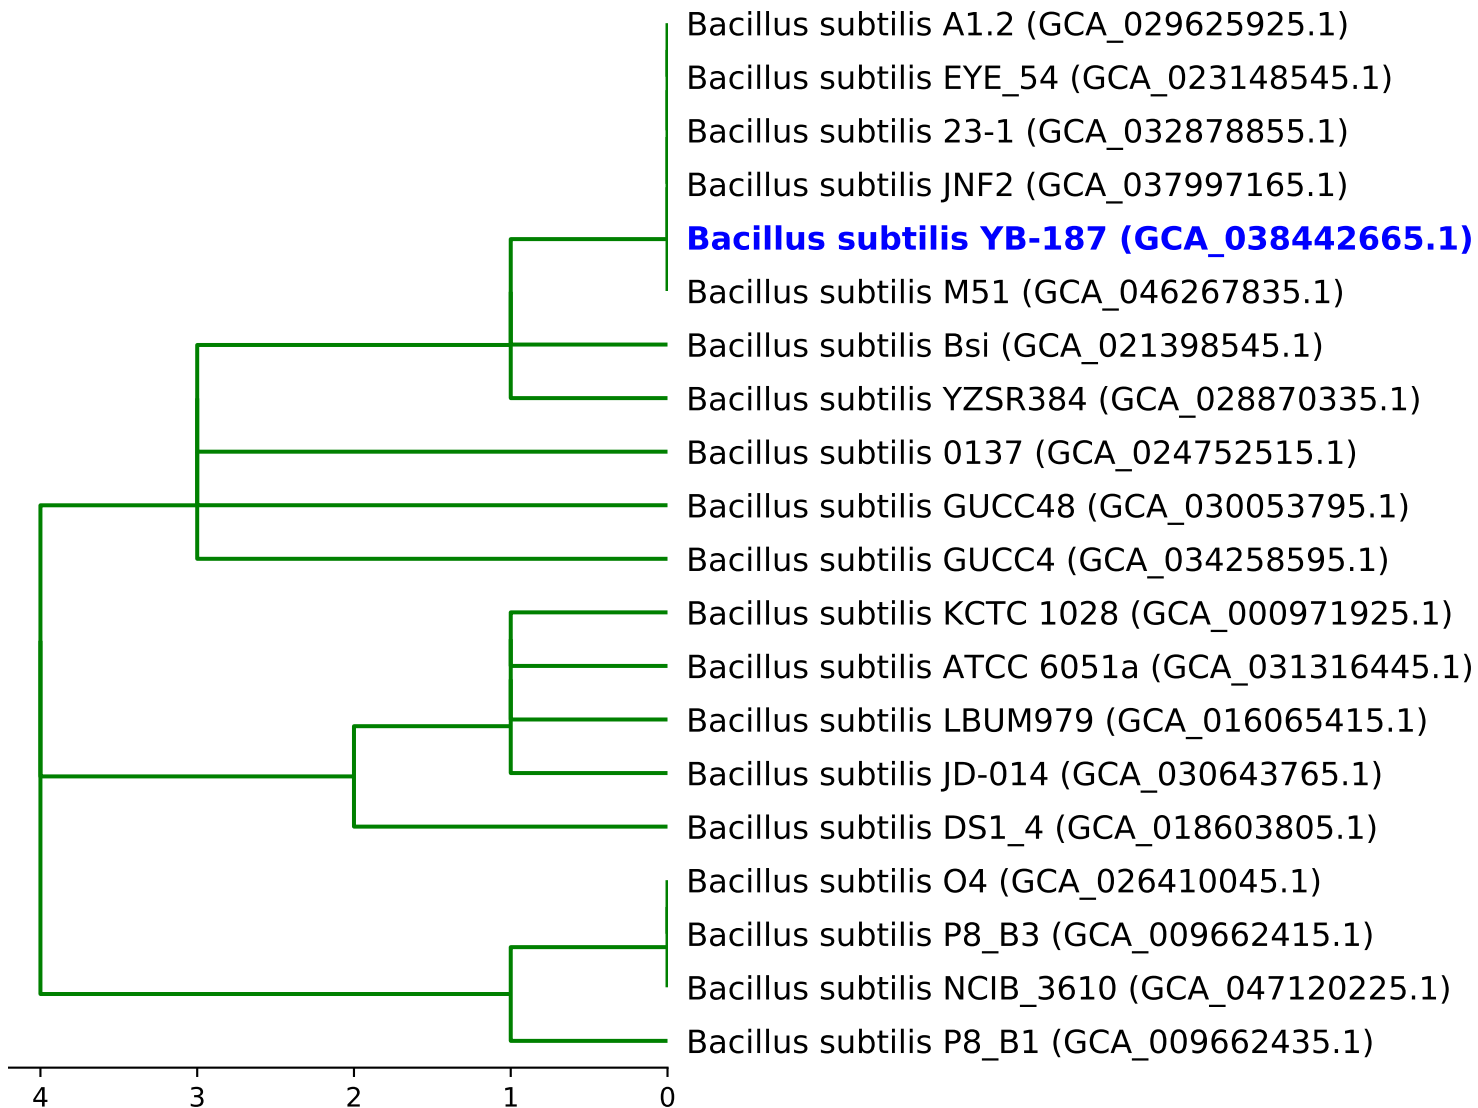 Bacillus subtilis A1.2 (GCA_029625925.1)
Bacillus subtilis EYE_54 (GCA_023148545.1)
Bacillus subtilis 23-1 (GCA_032878855.1)
Bacillus subtilis JNF2 (GCA_037997165.1)
Bacillus subtilis YB-187 (GCA_038442665.1)
Bacillus subtilis M51 (GCA_046267835.1)
Bacillus subtilis Bsi (GCA_021398545.1)
Bacillus subtilis YZSR384 (GCA_028870335.1)
Bacillus subtilis 0137 (GCA_024752515.1)
Bacillus subtilis GUCC48 (GCA_030053795.1)
Bacillus subtilis GUCC4 (GCA_034258595.1)
Bacillus subtilis KCTC 1028 (GCA_000971925.1)
Bacillus subtilis ATCC 6051a (GCA_031316445.1)
Bacillus subtilis LBUM979 (GCA_016065415.1)
Bacillus subtilis JD-014 (GCA_030643765.1)
Bacillus subtilis DS1_4 (GCA_018603805.1)
Bacillus subtilis O4 (GCA_026410045.1)
Bacillus subtilis P8_B3 (GCA_009662415.1)
Bacillus subtilis NCIB_3610 (GCA_047120225.1)
Bacillus subtilis P8_B1 (GCA_009662435.1)
4 3 2 1 0